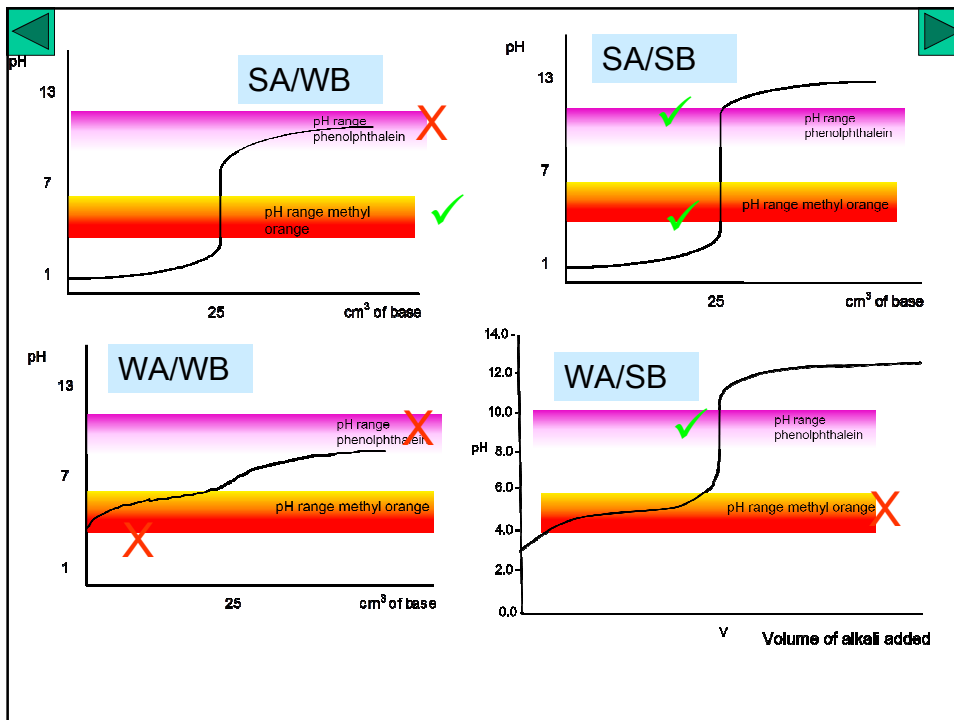 pH
SA/WB
13
pH range
phenolphthalein
X
7
pH range methyl
orange
1
25
cm³ of base
pH
SA/SB
13
pH range
phenolphthalein
7
pH range methyl orange
1
25
cm³ of base
pH
WA/WB
13
pH range
phenolphthalein
X
7
pH range methyl orange
X
1
25
cm³ of base
14.0
WA/SB
12.0
10.0
pH range
phenolphthalein
pH
8.0
6.0
pH range methyl orange
X
4.0
2.0
0.0
V
Volume of alkali added